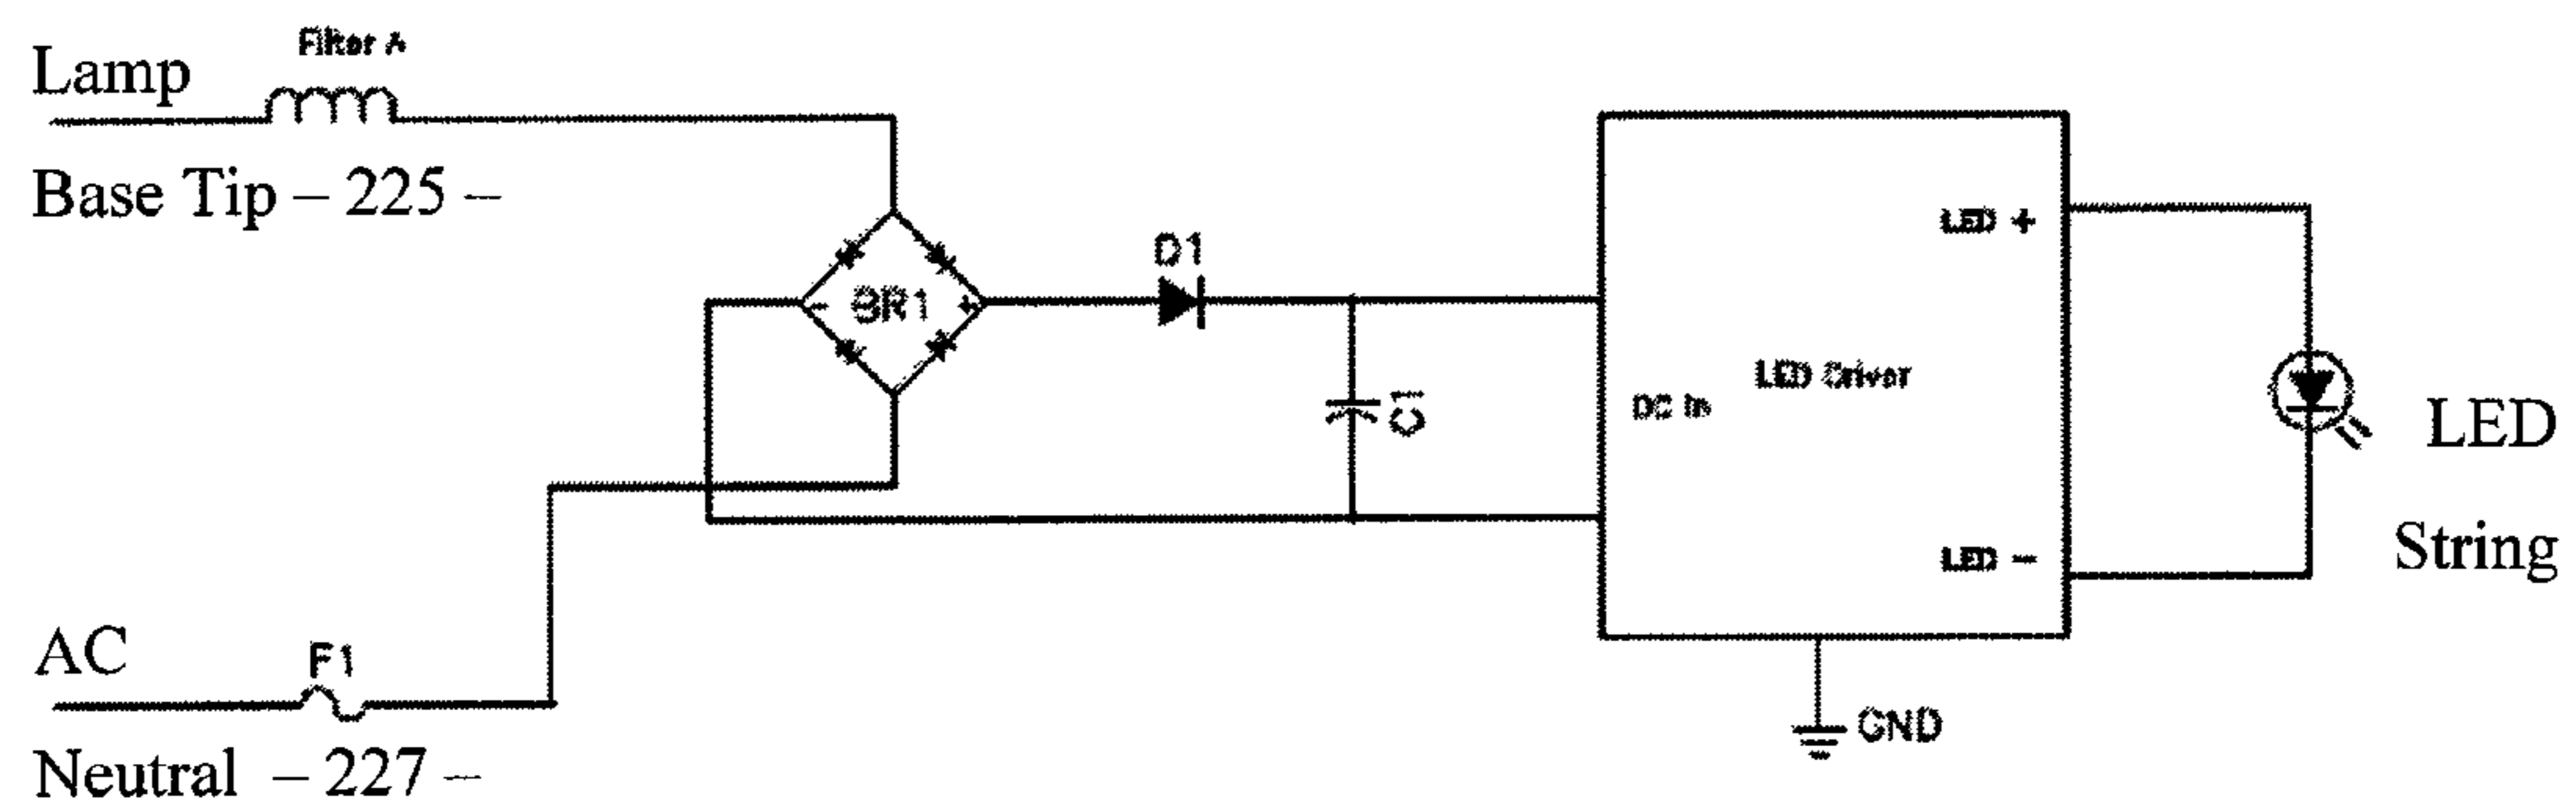 Filter A
Lamp
Base Tip – 225 –
D1
LED +
– BR1 +
LED Driver
DC In
C1
LED
String
LED –
AC
F1
GND
Neutral – 227 –